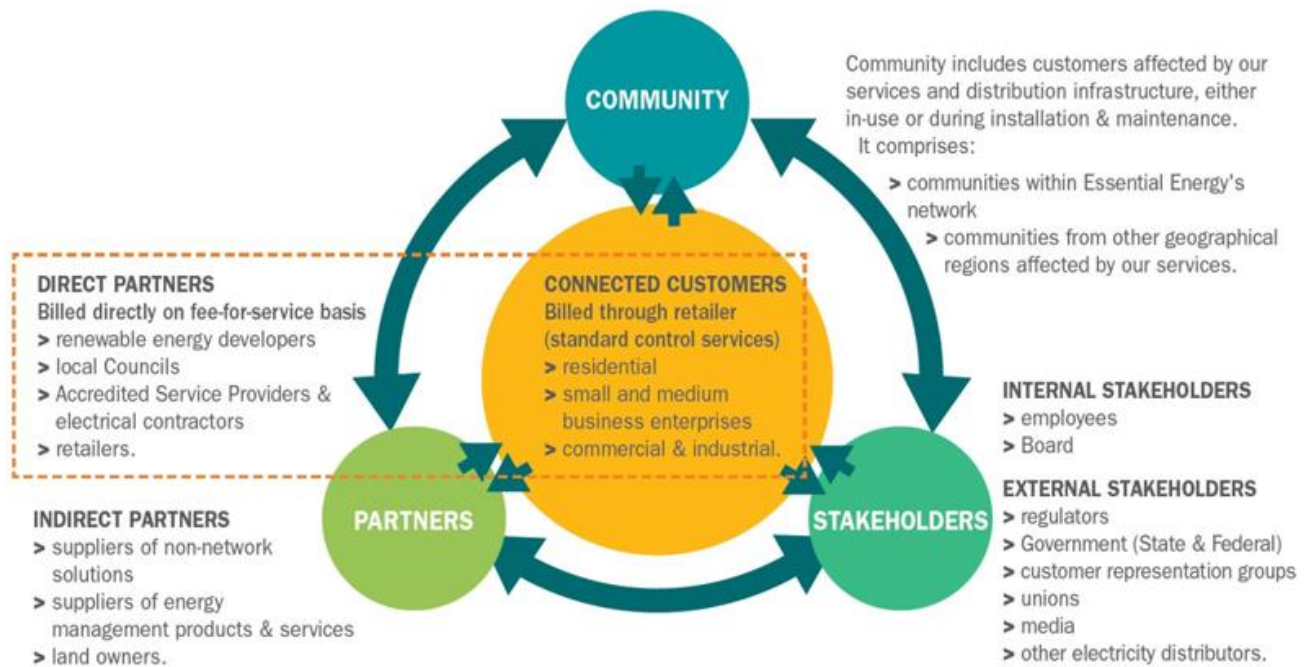 COMMUNITY
Community includes customers affected by our
services and distribution infrastructure, either
in-use or during installation & maintenance.
It comprises:
> communities within Essential Energy's
network
> communities from other geographical
regions affected by our services.
DIRECT PARTNERS
Billed directly on fee-for-service basis
> renewable energy developers
> local Councils
> Accredited Service Providers &
electrical contractors
> retailers.
CONNECTED CUSTOMERS
Billed through retailer
(standard control services)
> residential
> small and medium
business enterprises
> commercial & industrial.
INTERNAL STAKEHOLDERS
> employees
> Board
PARTNERS
STAKEHOLDERS
INDIRECT PARTNERS
> suppliers of non-network
solutions
> suppliers of energy
management products & services
> land owners.
EXTERNAL STAKEHOLDERS
> regulators
> Government (State & Federal)
> customer representation groups
> unions
> media
> other electricity distributors.